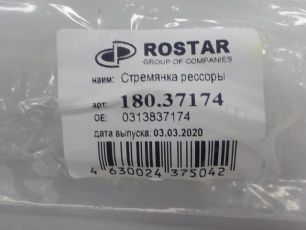 ROSTAR
GROUP OF COMPANIES
наим: Стремянка рессоры
арт: 180.37174
OE: 0313837174
дата выпуска: 03.03.2020
4 630024 375042